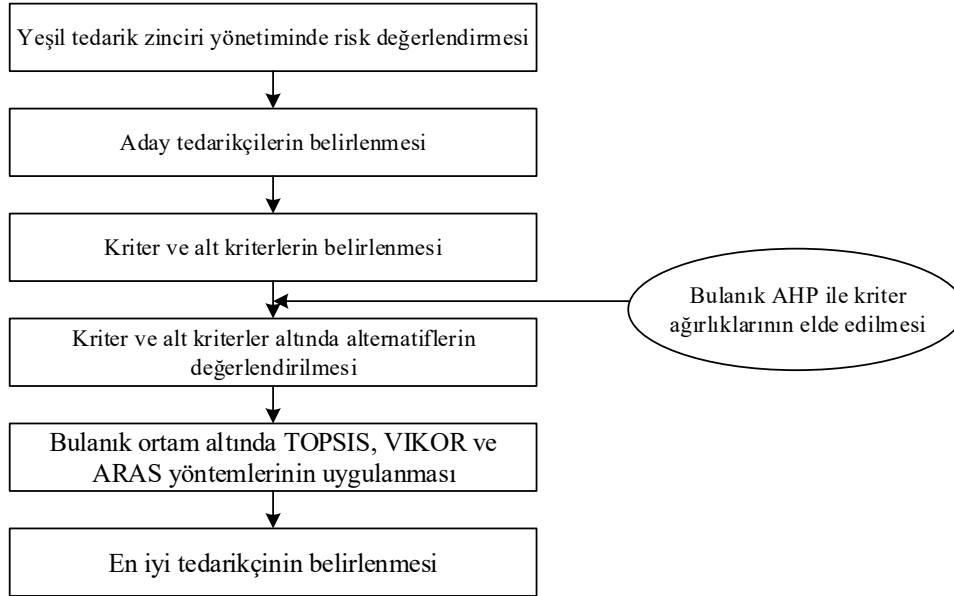 Yeşil tedarik zinciri yönetiminde risk değerlendirmesi
Aday tedarikçilerin belirlenmesi
Kriter ve alt kriterlerin belirlenmesi
Bulanık AHP ile kriter
ağırlıklarının elde edilmesi
Kriter ve alt kriterler altında alternatiflerin
değerlendirilmesi
Bulanık ortam altında TOPSIS, VIKOR ve
ARAS yöntemlerinin uygulanması
En iyi tedarikçinin belirlenmesi